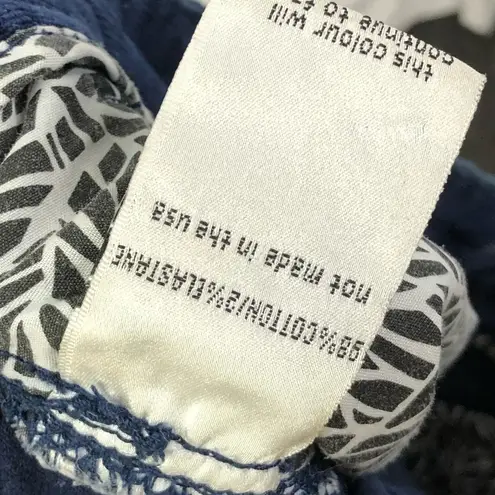 98%COTTON/2%ELASTANE
not made in the usa
this colour will
continue to